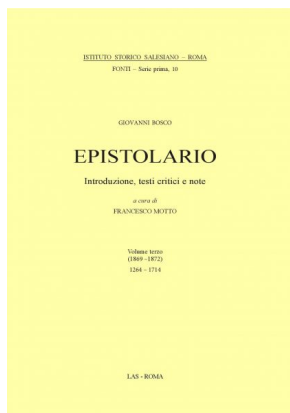 ISTITUTO STORICO SALESIANO – ROMA
FONTI – Serie prima, 10
GIOVANNI BOSCO
EPISTOLARIO
Introduzione, testi critici e note
a cura di
FRANCESCO MOTTO
Volume terzo
(1869 –1872)
1264 – 1714
LAS - ROMA